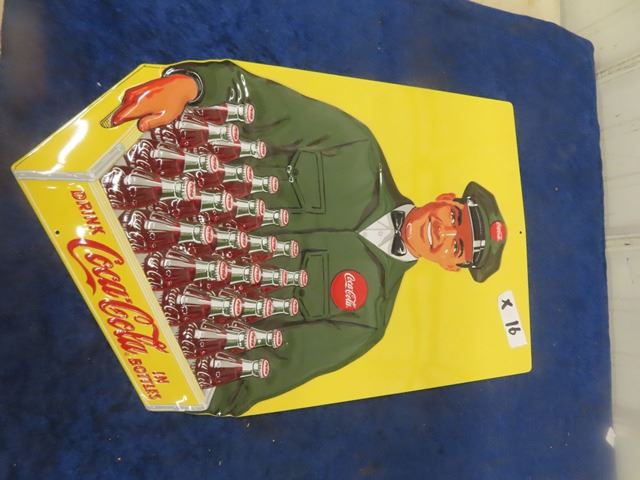 DRINK
Coca-Cola
IN
BOTTLES
Coca-Cola
X 16